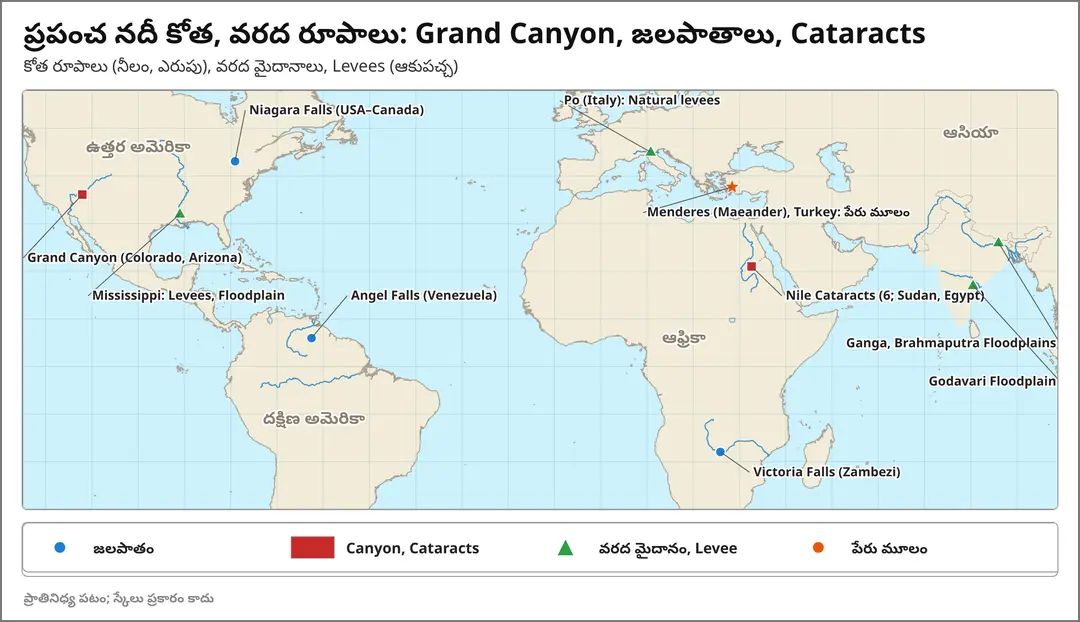 ప్రపంచ నదీ కోత, వరద రూపాలు: Grand Canyon, జలపాతాలు, Cataracts
కోత రూపాలు (నీలం, ఎరుపు), వరద మైదానాలు, Levees (ఆకుపచ్చ)
Po (Italy): Natural levees
Niagara Falls (USA–Canada)
ఆసియా
ఉత్తర అమెరికా
Menderes (Maeander), Turkey: పేరు మూలం
Grand Canyon (Colorado, Arizona)
Mississippi: Levees, Floodplain
Angel Falls (Venezuela)
Nile Cataracts (6; Sudan, Egypt)
ఆఫ్రికా
Ganga, Brahmaputra Floodplains
Godavari Floodplain
దక్షిణ అమెరికా
Victoria Falls (Zambezi)
జలపాతం
Canyon, Cataracts
వరద మైదానం, Levee
పేరు మూలం
ప్రాతినిధ్య పటం; స్కేలు ప్రకారం కాదు